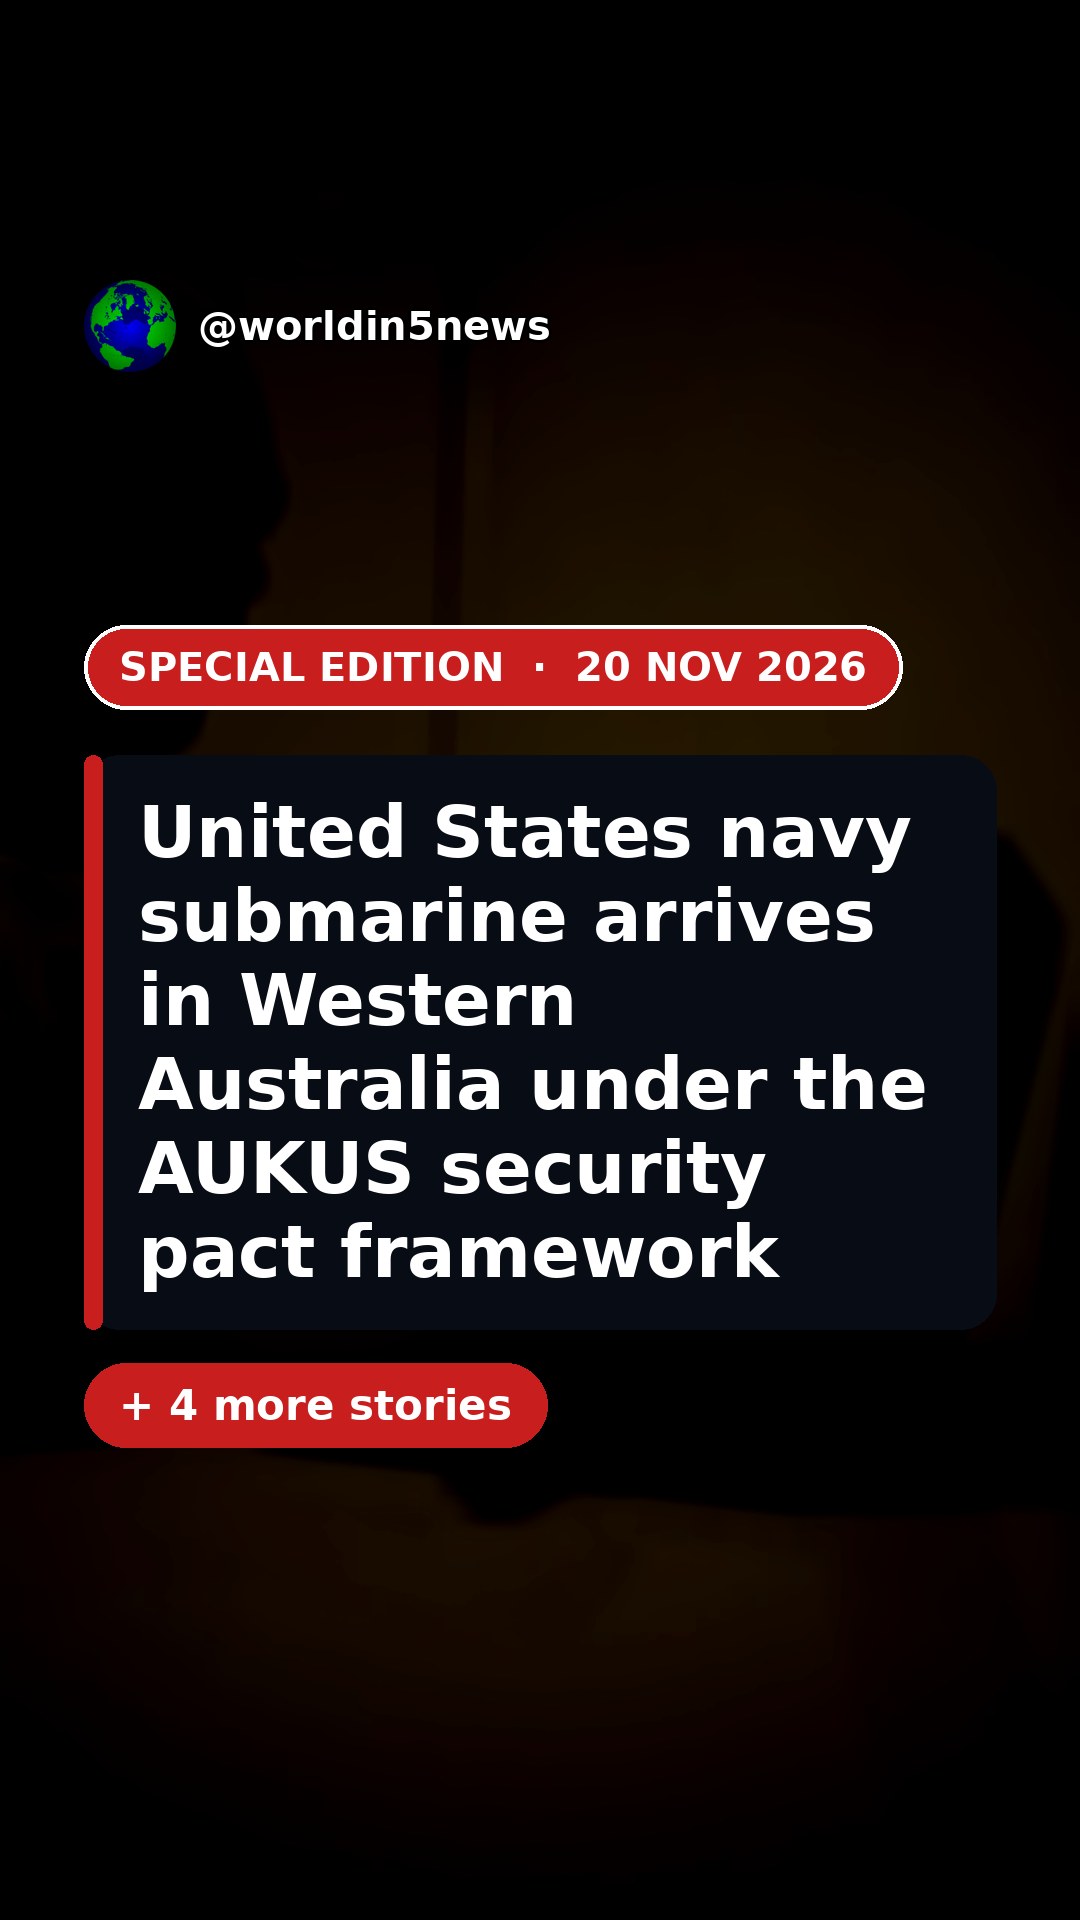 @worldin5news
SPECIAL EDITION · 20 NOV 2026
United States navy
submarine arrives
in Western
Australia under the
AUKUS security
pact framework
+ 4 more stories